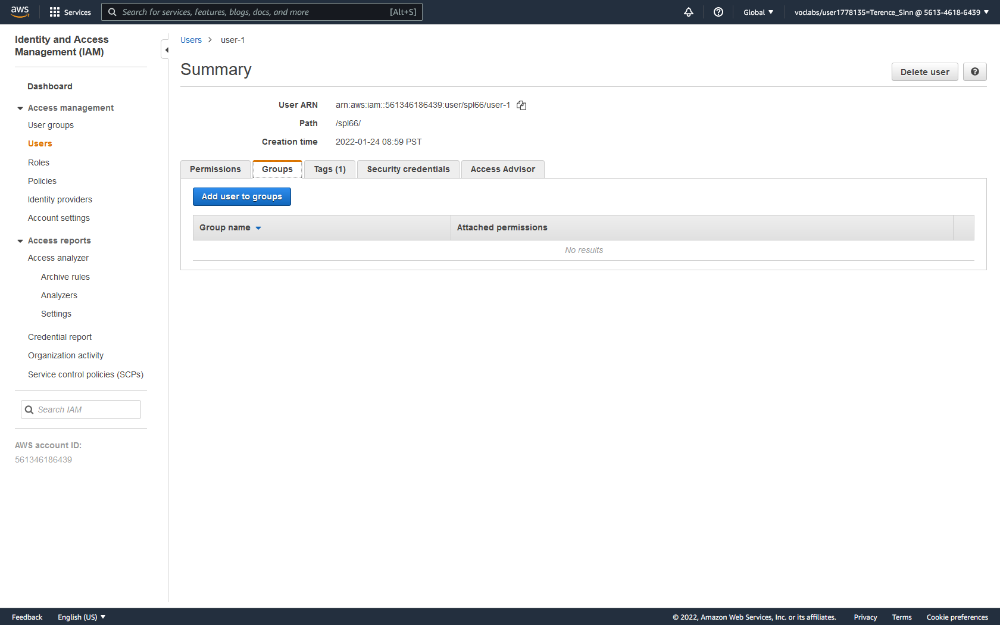 aws
Services
Search for services, features, blogs, docs, and more [Alt+S]
Global
voclabs/user1778135=Terence_Sinn @ 5613-4618-6439
Identity and Access
Management (IAM)
Dashboard
Access management
User groups
Users
Roles
Policies
Identity providers
Account settings
Access reports
Access analyzer
Archive rules
Analyzers
Settings
Credential report
Organization activity
Service control policies (SCPs)
Search IAM
AWS account ID:
561346186439
Users > user-1
Summary
Delete user
User ARN arn:aws:iam::561346186439:user/spl66/user-1
Path /spl66/
Creation time 2022-01-24 08:59 PST
Permissions Groups Tags (1) Security credentials Access Advisor
Add user to groups
Group name Attached permissions
No results
Feedback English (US)
© 2022, Amazon Web Services, Inc. or its affiliates. Privacy Terms Cookie preferences